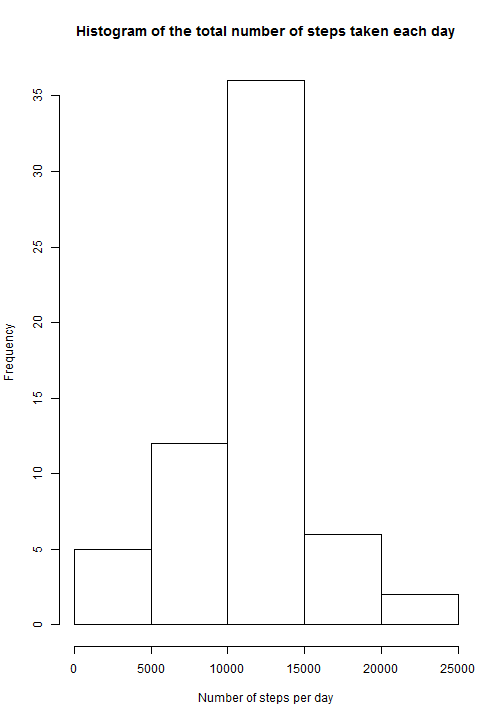 Histogram of the total number of steps taken each day
Frequency
35
30
25
20
15
10
5
0
0 5000 10000 15000 20000 25000
Number of steps per day